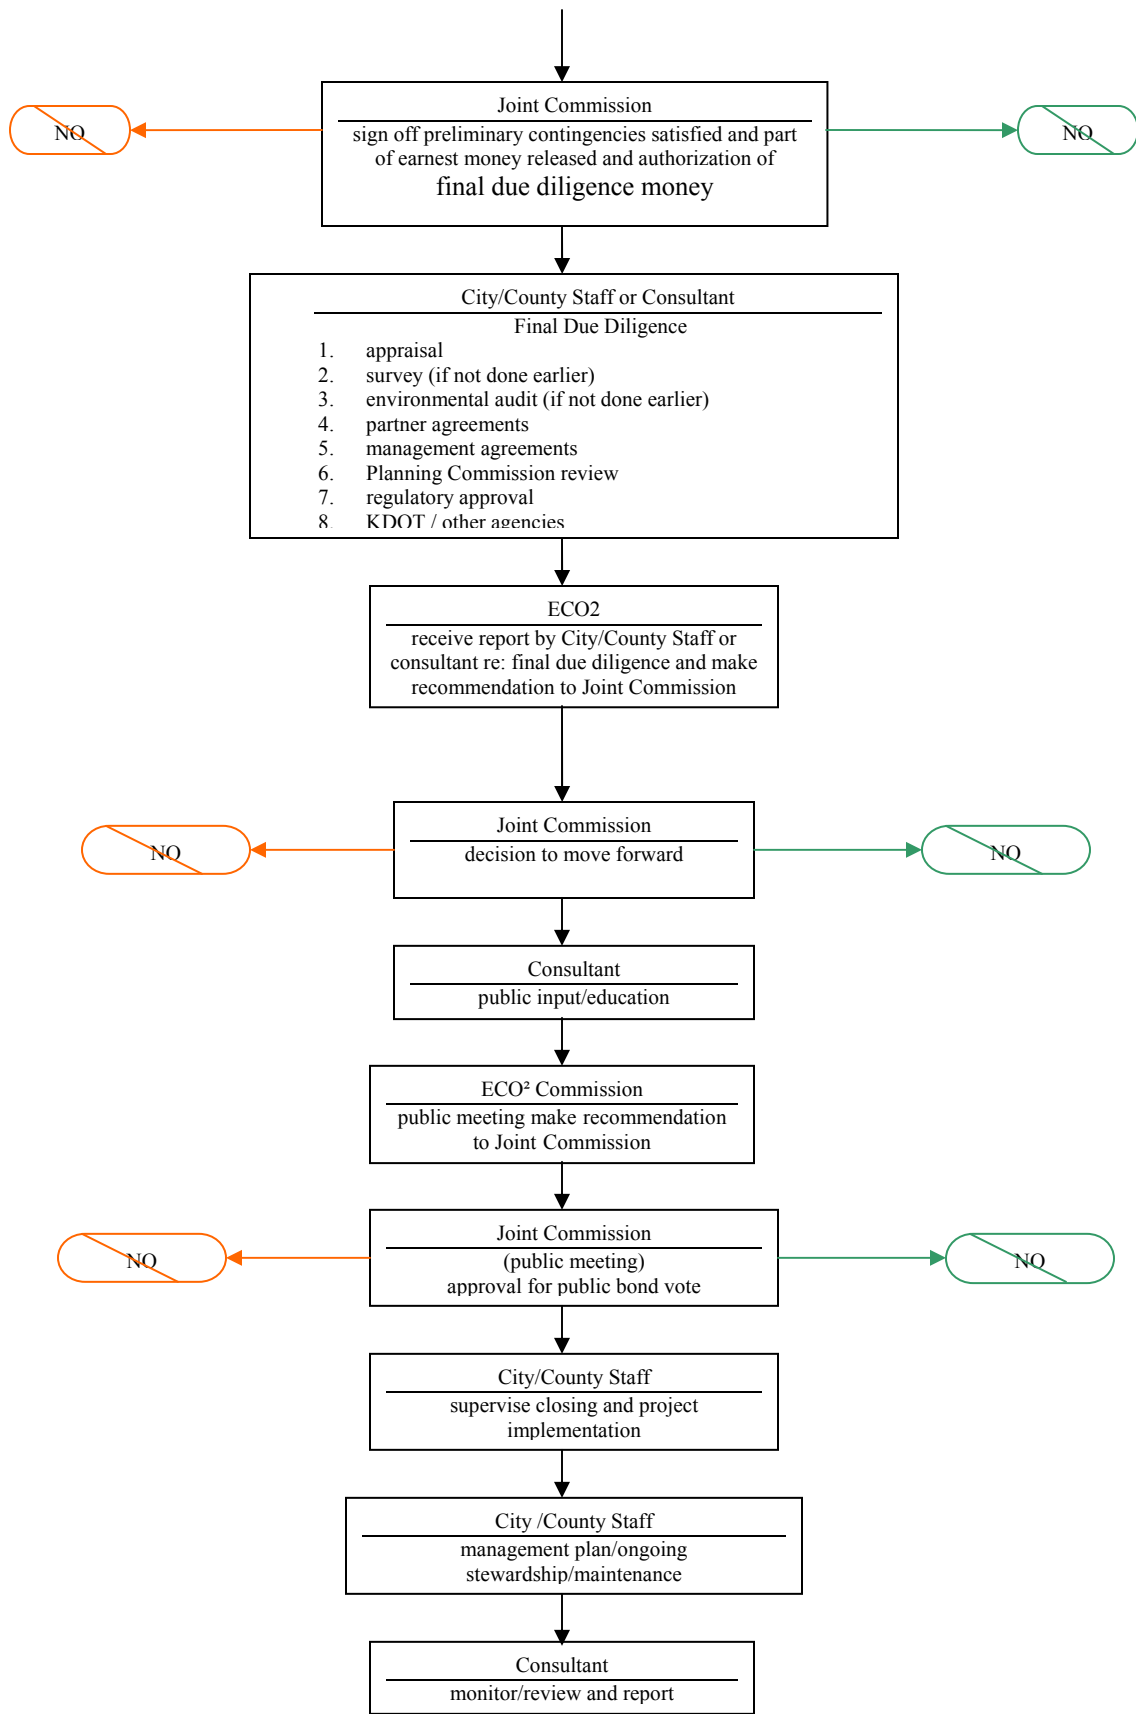 Joint Commission
NO
sign off preliminary contingencies satisfied and part
NO
of earnest money released and authorization of
final due diligence money
City/County Staff or Consultant
Final Due Diligence
1. appraisal
2. survey (if not done earlier)
3. environmental audit (if not done earlier)
4. partner agreements
5. management agreements
6. Planning Commission review
7. regulatory approval
8. KDOT / other agencies
ECO2
receive report by City/County Staff or
consultant re: final due diligence and make
recommendation to Joint Commission
Joint Commission
NO
decision to move forward
NO
Consultant
public input/education
ECO² Commission
public meeting make recommendation
to Joint Commission
Joint Commission
NO
(public meeting)
NO
approval for public bond vote
City/County Staff
supervise closing and project
implementation
City /County Staff
management plan/ongoing
stewardship/maintenance
Consultant
monitor/review and report